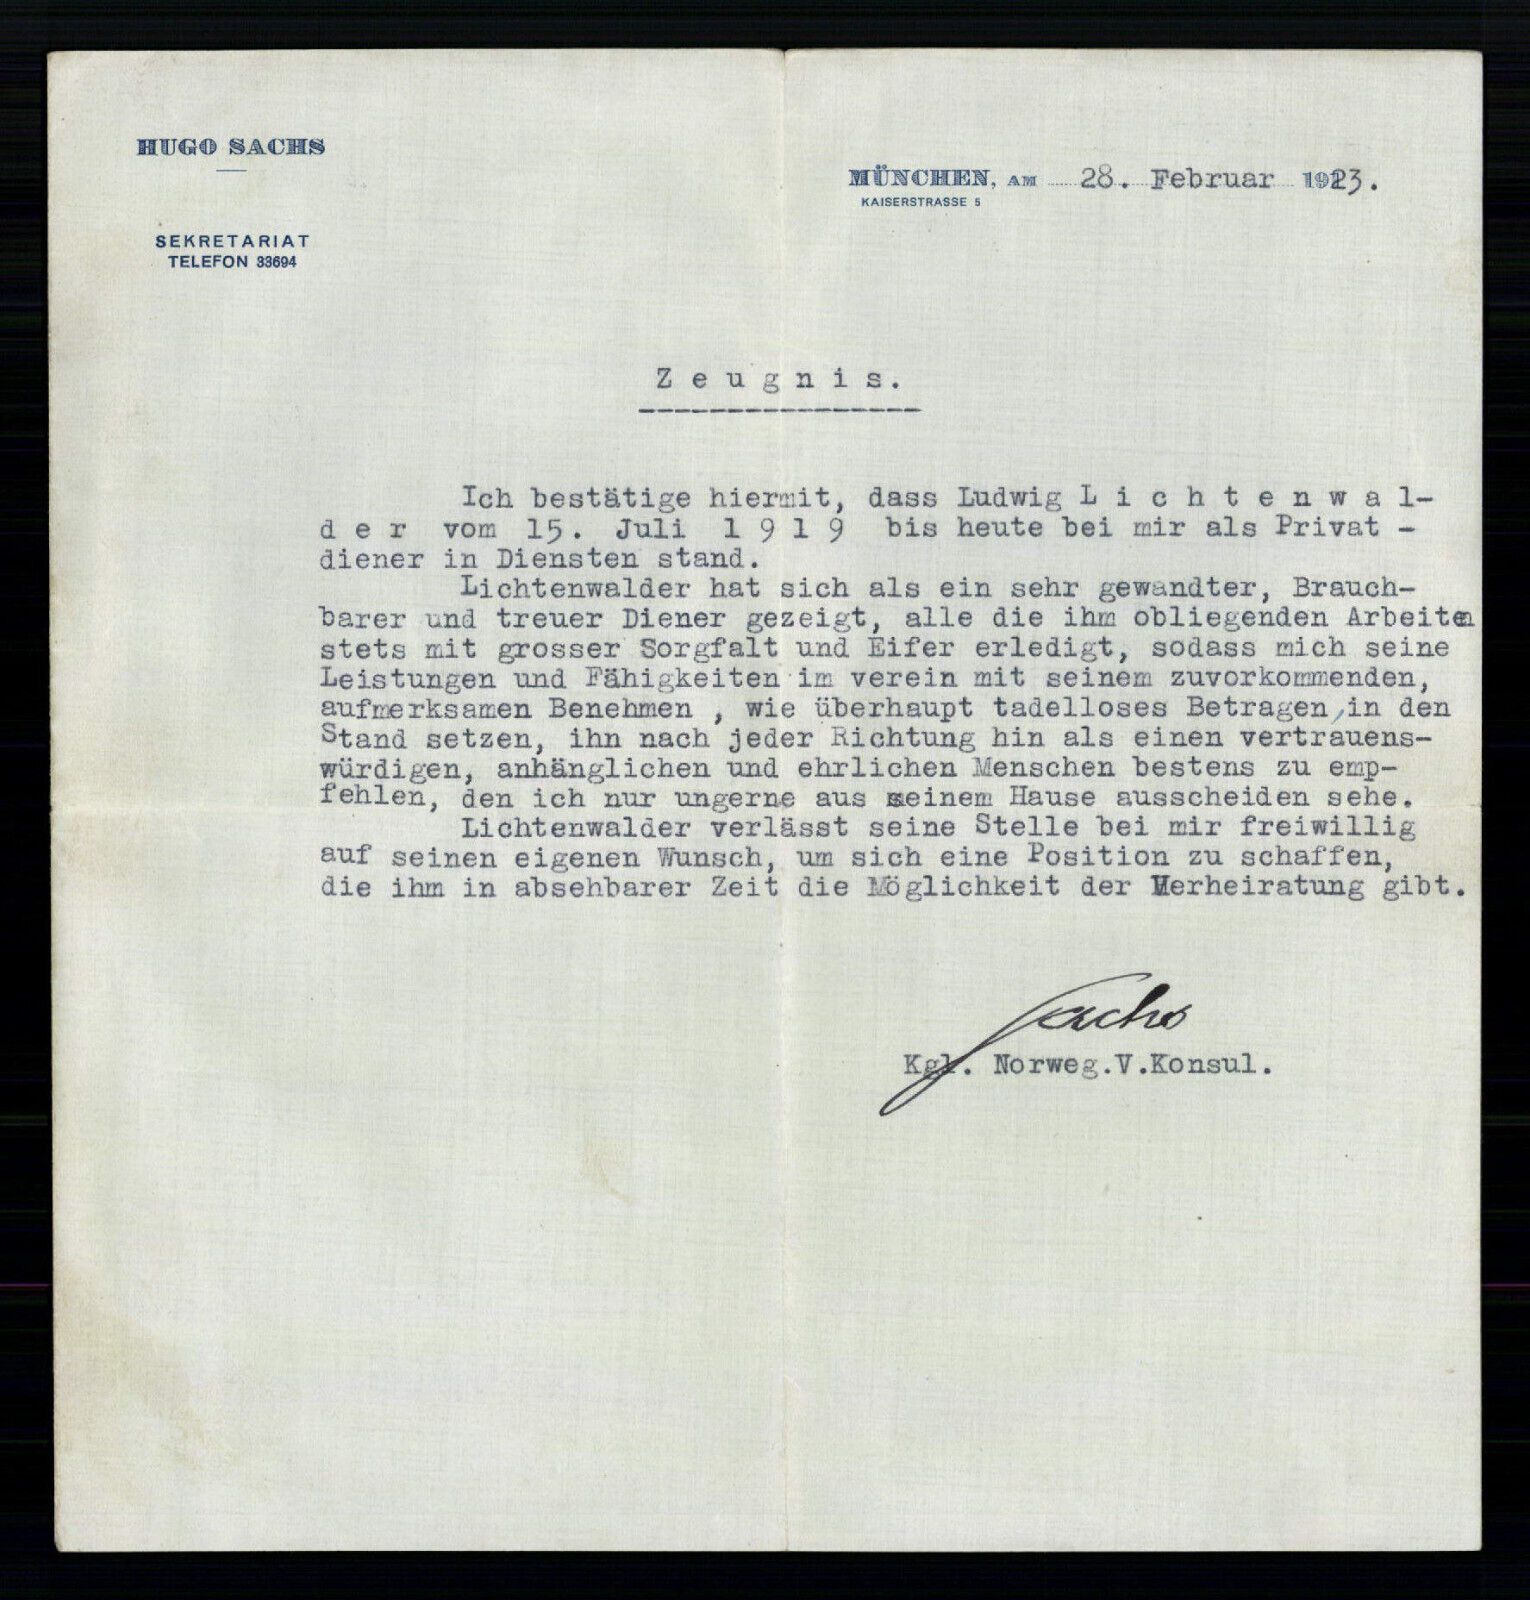 HUGO SACHS
MÜNCHEN, AM 28. Februar 1923.
KAISERSTRASSE 5
SEKRETARIAT
TELEFON 33694
Z e u g n i s.
Ich bestätige hiermit, dass Ludwig L i c h t e n w a l-
d e r vom 15. Juli 1 9 1 9 bis heute bei mir als Privat -
diener in Diensten stand.
Lichtenwalder hat sich als ein sehr gewandter, Brauch-
barer und treuer Diener gezeigt, alle die ihm obliegenden Arbeiten
stets mit grosser Sorgfalt und Eifer erledigt, sodass mich seine
Leistungen und Fähigkeiten im verein mit seinem zuvorkommenden,
aufmerksamen Benehmen , wie überhaupt tadelloses Betragen, in den
Stand setzen, ihn nach jeder Richtung hin als einen vertrauens-
würdigen, anhänglichen und ehrlichen Menschen bestens zu emp-
fehlen, den ich nur ungerne aus meinem Hause ausscheiden sehe.
Lichtenwalder verlässt seine Stelle bei mir freiwillig
auf seinen eigenen Wunsch, um sich eine Position zu schaffen,
die ihm in absehbarer Zeit die Möglichkeit der Verheiratung gibt.
Sachs
Kgl. Norweg.V.Konsul.